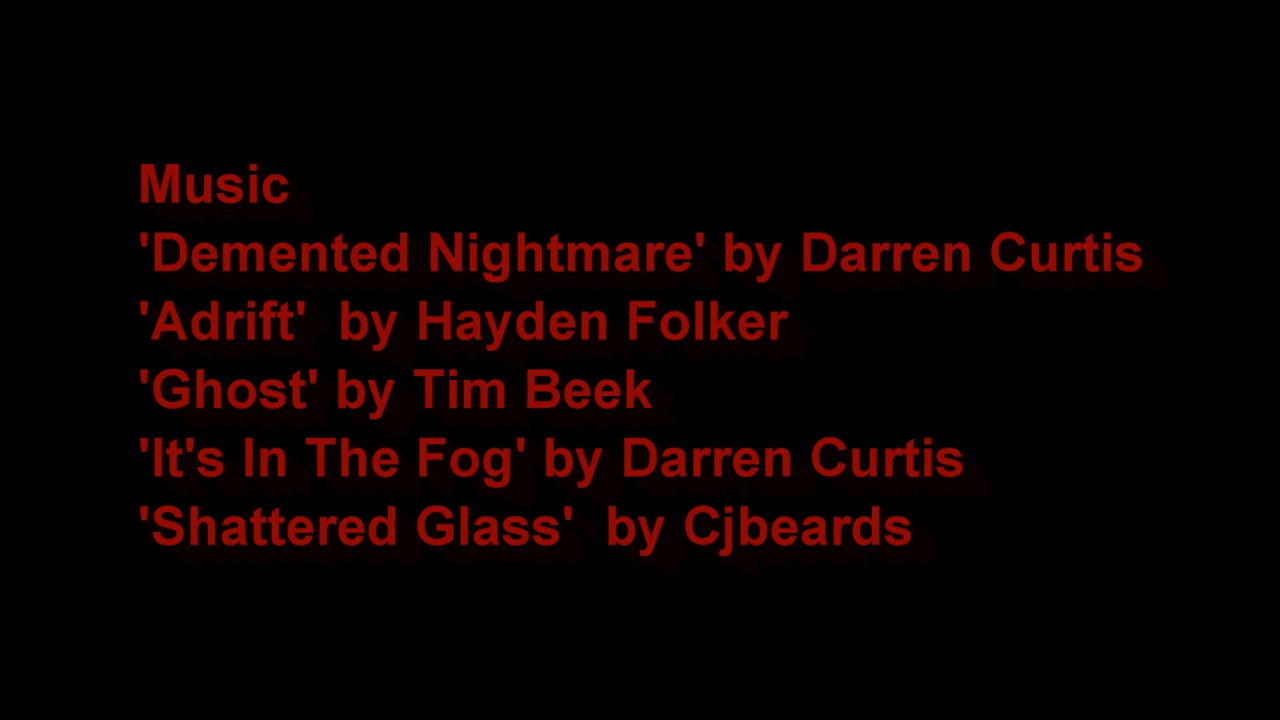 Music
'Demented Nightmare' by Darren Curtis
'Adrift'  by Hayden Folker
'Ghost' by Tim Beek
'It's In The Fog' by Darren Curtis
'Shattered Glass'  by Cjbeards